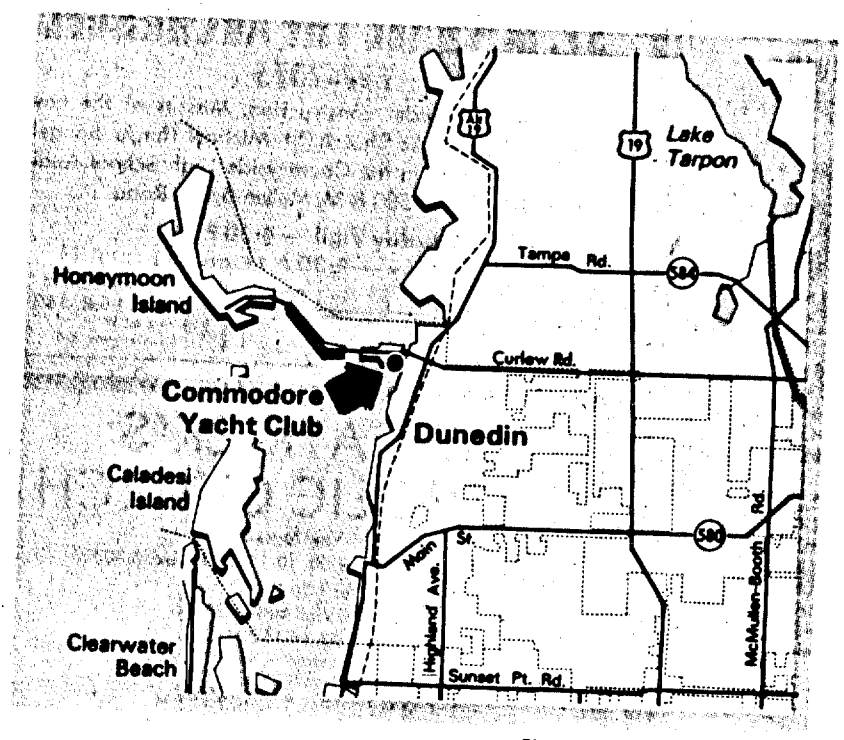 Alt
19
19
Lake
Tarpon
Tampa Rd.
584
Honeymoon
Island
Curlew Rd.
Commodore
Yacht Club
Dunedin
Caladesi
Island
Main St.
580
Highland Ave.
McMullen-Booth Rd.
Clearwater
Beach
Sunset Pt. Rd.